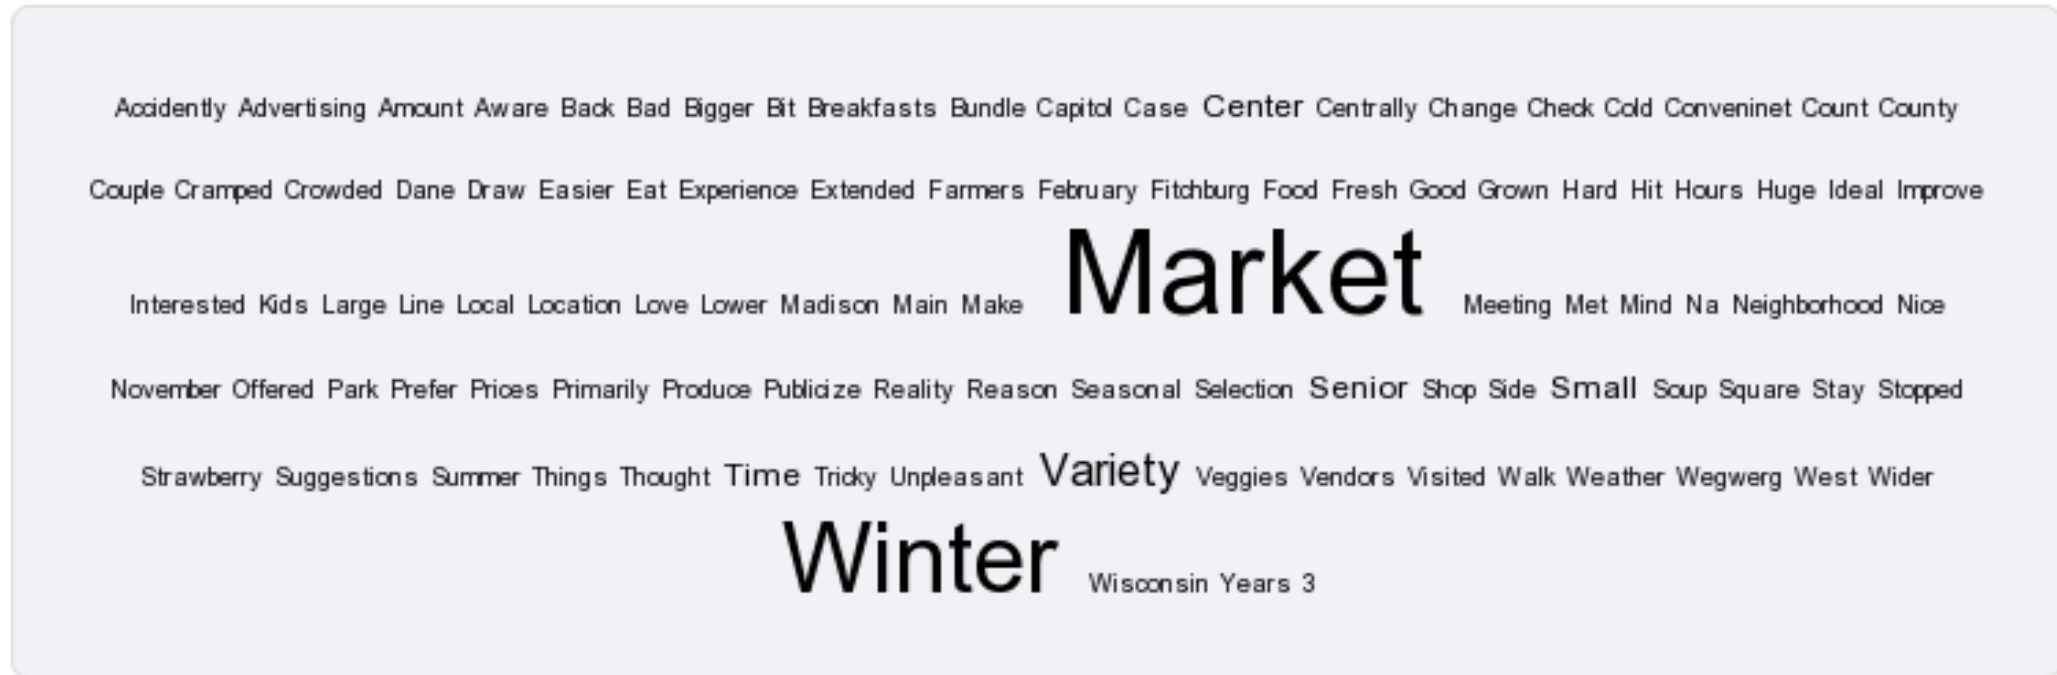 Accidently Advertising Amount Aware Back Bad Bigger Bit Breakfasts Bundle Capitol Case Center Centrally Change Check Cold Conveninet Count County
Couple Cramped Crowded Dane Draw Easier Eat Experience Extended Farmers February Fitchburg Food Fresh Good Grown Hard Hit Hours Huge Ideal Improve
Interested Kids Large Line Local Location Love Lower Madison Main Make Market Meeting Met Mind Na Neighborhood Nice
November Offered Park Prefer Prices Primarily Produce Publicize Reality Reason Seasonal Selection Senior Shop Side Small Soup Square Stay Stopped
Strawberry Suggestions Summer Things Thought Time Tricky Unpleasant Variety Veggies Vendors Visited Walk Weather Wegwerg West Wider
Winter Wisconsin Years 3